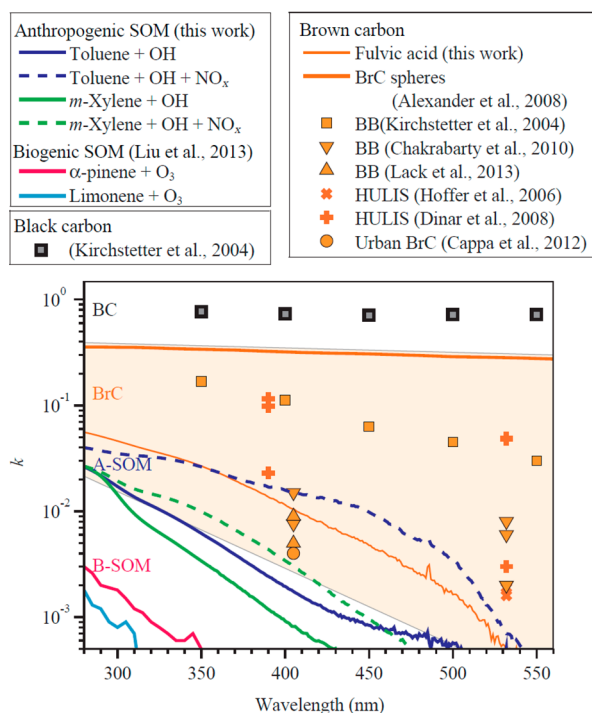 Anthropogenic SOM (this work)
Toluene + OH
Toluene + OH + NOx
m-Xylene + OH
m-Xylene + OH + NOx
Biogenic SOM (Liu et al., 2013)
α-pinene + O3
Limonene + O3
Black carbon
(Kirchstetter et al., 2004)
Brown carbon
Fulvic acid (this work)
BrC spheres
(Alexander et al., 2008)
BB(Kirchstetter et al., 2004)
BB (Chakrabarty et al., 2010)
BB (Lack et al., 2013)
HULIS (Hoffer et al., 2006)
HULIS (Dinar et al., 2008)
Urban BrC (Cappa et al., 2012)
10^0
10^-1
10^-2
10^-3
k
BC
BrC
A-SOM
B-SOM
300 350 400 450 500 550
Wavelength (nm)